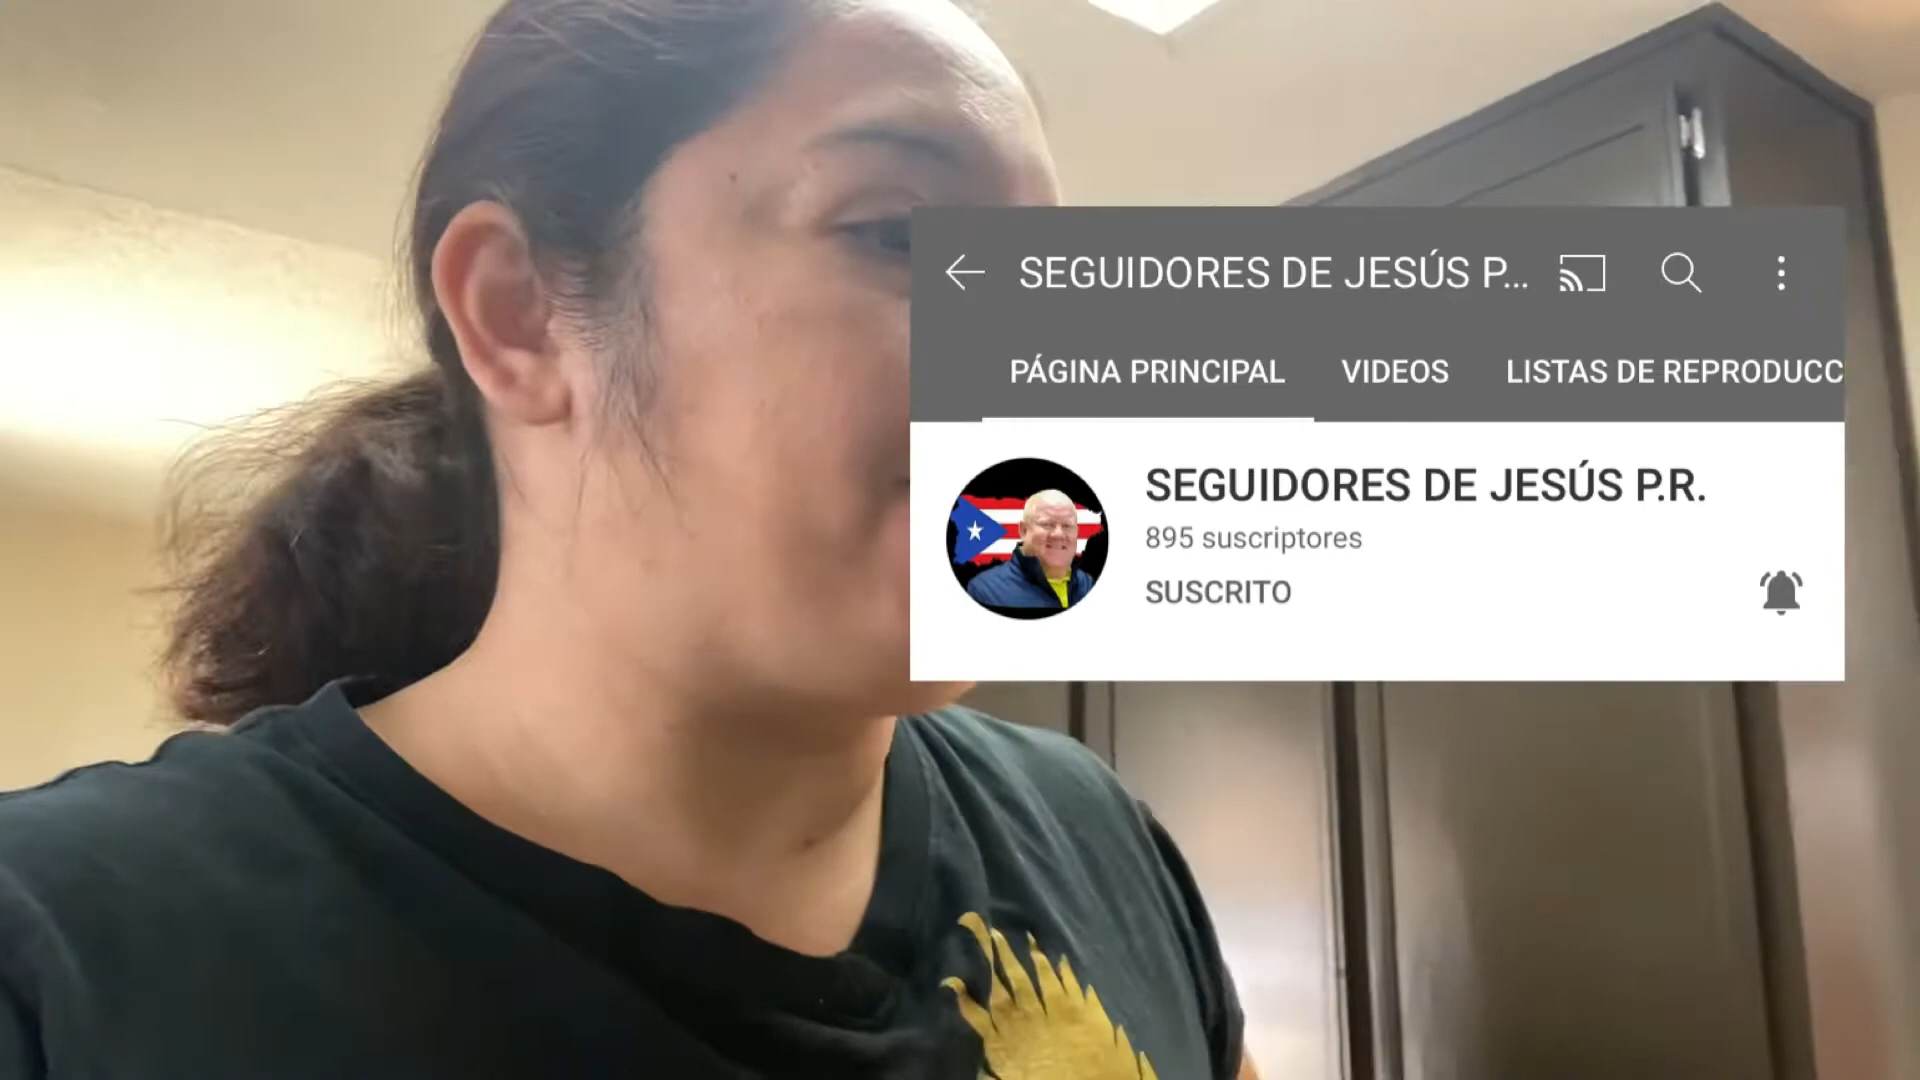 SEGUIDORES DE JESÚS P...
PÁGINA PRINCIPAL VIDEOS LISTAS DE REPRODUCC
SEGUIDORES DE JESÚS P.R.
895 suscriptores
SUSCRITO